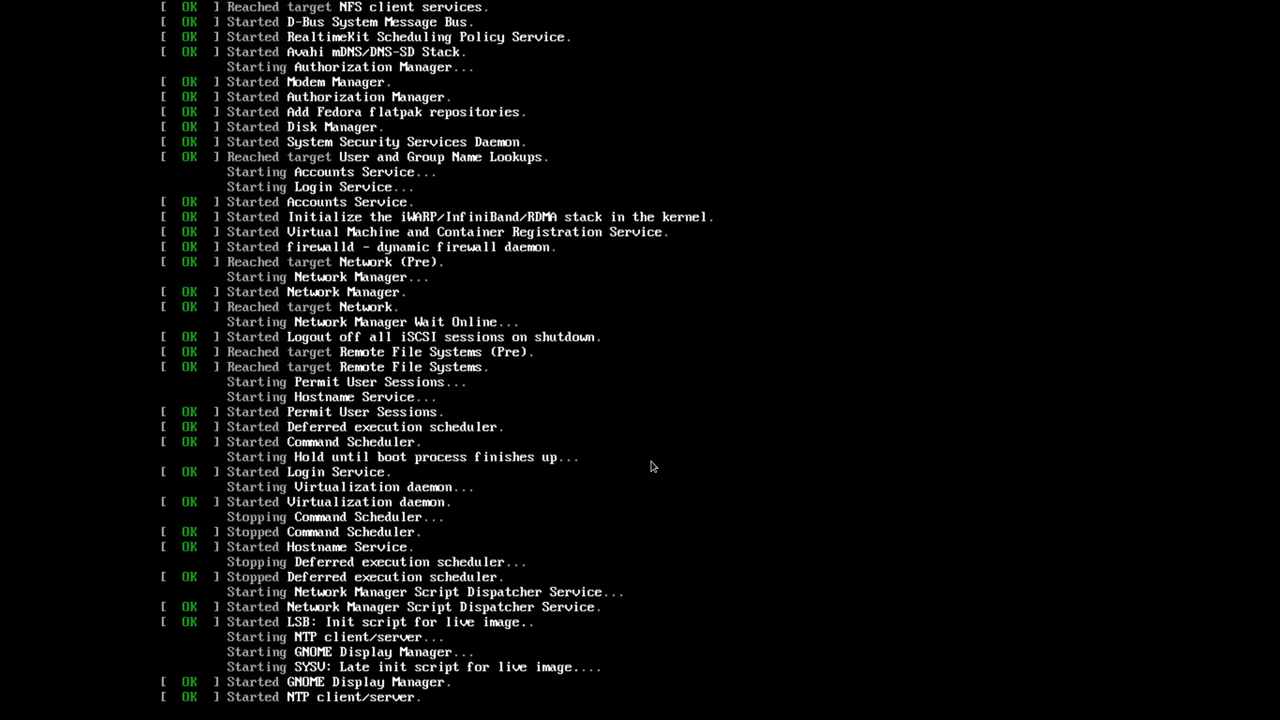 [  OK  ] Reached target NFS client services.
[  OK  ] Started D-Bus System Message Bus.
[  OK  ] Started RealtimeKit Scheduling Policy Service.
[  OK  ] Started Avahi mDNS/DNS-SD Stack.
Starting Authorization Manager...
[  OK  ] Started Modem Manager.
[  OK  ] Started Authorization Manager.
[  OK  ] Started Add Fedora flatpak repositories.
[  OK  ] Started Disk Manager.
[  OK  ] Started System Security Services Daemon.
[  OK  ] Reached target User and Group Name Lookups.
Starting Accounts Service...
Starting Login Service...
[  OK  ] Started Accounts Service.
[  OK  ] Started Initialize the iWARP/InfiniBand/RDMA stack in the kernel.
[  OK  ] Started Virtual Machine and Container Registration Service.
[  OK  ] Started firewalld - dynamic firewall daemon.
[  OK  ] Reached target Network (Pre).
Starting Network Manager...
[  OK  ] Started Network Manager.
[  OK  ] Reached target Network.
Starting Network Manager Wait Online...
[  OK  ] Started Logout off all iSCSI sessions on shutdown.
[  OK  ] Reached target Remote File Systems (Pre).
[  OK  ] Reached target Remote File Systems.
Starting Permit User Sessions...
Starting Hostname Service...
[  OK  ] Started Permit User Sessions.
[  OK  ] Started Deferred execution scheduler.
[  OK  ] Started Command Scheduler.
Starting Hold until boot process finishes up...
[  OK  ] Started Login Service.
Starting Virtualization daemon...
[  OK  ] Started Virtualization daemon.
Stopping Command Scheduler...
[  OK  ] Stopped Command Scheduler.
[  OK  ] Started Hostname Service.
Stopping Deferred execution scheduler...
[  OK  ] Stopped Deferred execution scheduler.
Starting Network Manager Script Dispatcher Service...
[  OK  ] Started Network Manager Script Dispatcher Service.
[  OK  ] Started LSB: Init script for live image..
Starting NTP client/server...
Starting GNOME Display Manager...
Starting SYSV: Late init script for live image....
[  OK  ] Started GNOME Display Manager.
[  OK  ] Started NTP client/server.